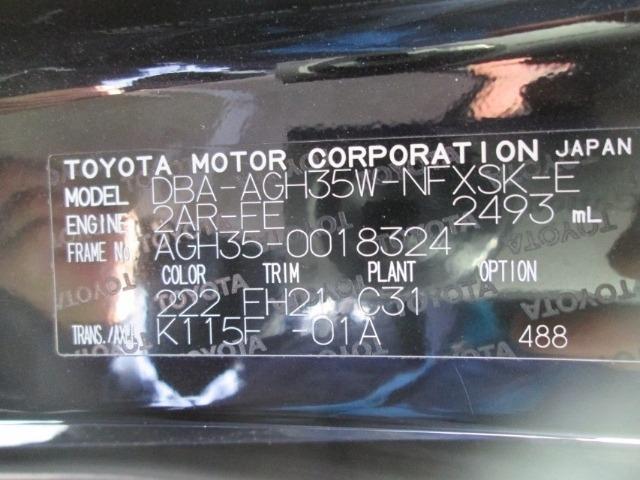 TOYOTA MOTOR CORPORATION JAPAN
MODEL DBA-AGH35W-NFXSK-E
ENGINE 2AR-FE 2493 mL
FRAME No. AGH35-0018324
COLOR TRIM PLANT OPTION
222 FH21 C31
TRANS./AXLE K115F -01A 488